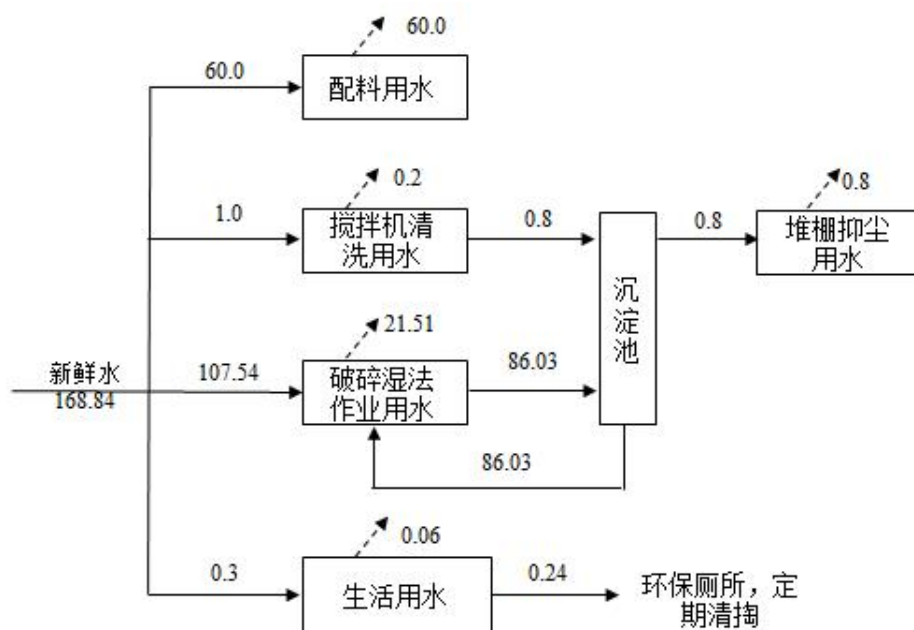 60.0
60.0
配料用水
0.2
1.0
搅拌机清
洗用水
0.8
沉
淀
池
0.8
0.8
堆棚抑尘
用水
21.51
新鲜水
168.84
107.54
破碎湿法
作业用水
86.03
86.03
0.06
0.3
生活用水
0.24
环保厕所，定
期清掏